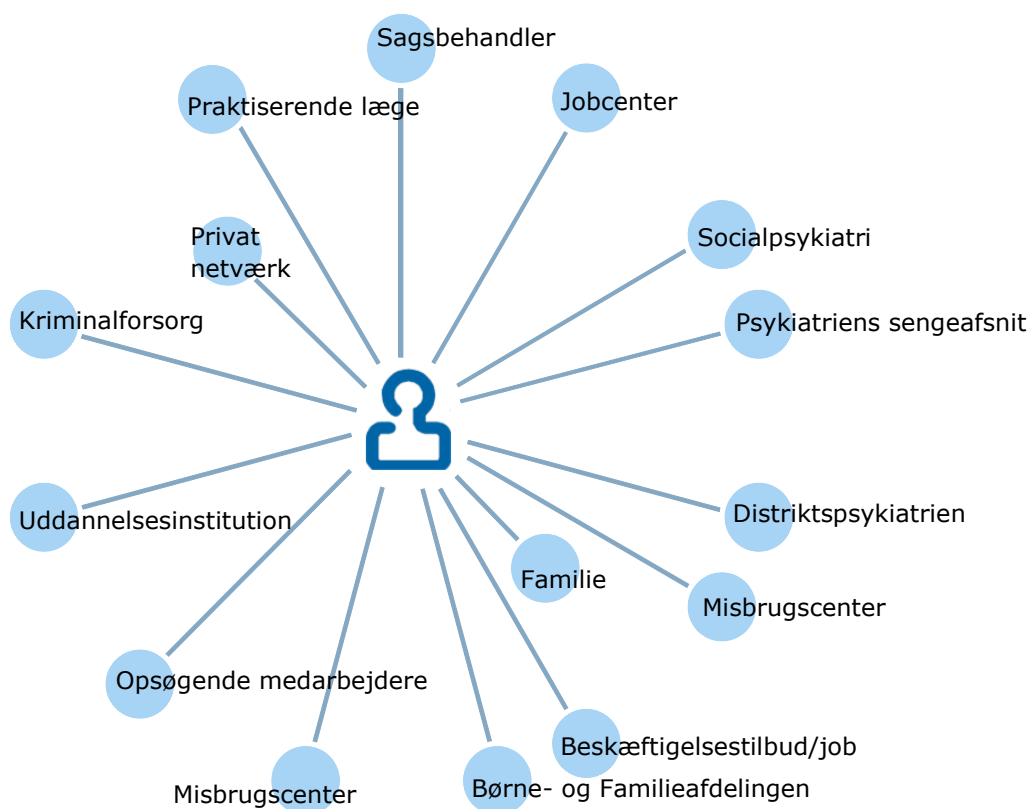 Sagsbehandler
Praktiserende læge
Jobcenter
Privat
netværk
Socialpsykiatri
Kriminalforsorg
Psykiatriens sengeafsnit
Uddannelsesinstitution
Distriktspsykiatrien
Familie
Misbrugscenter
Opsøgende medarbejdere
Beskæftigelsestilbud/job
Misbrugscenter
Børne- og Familieafdelingen